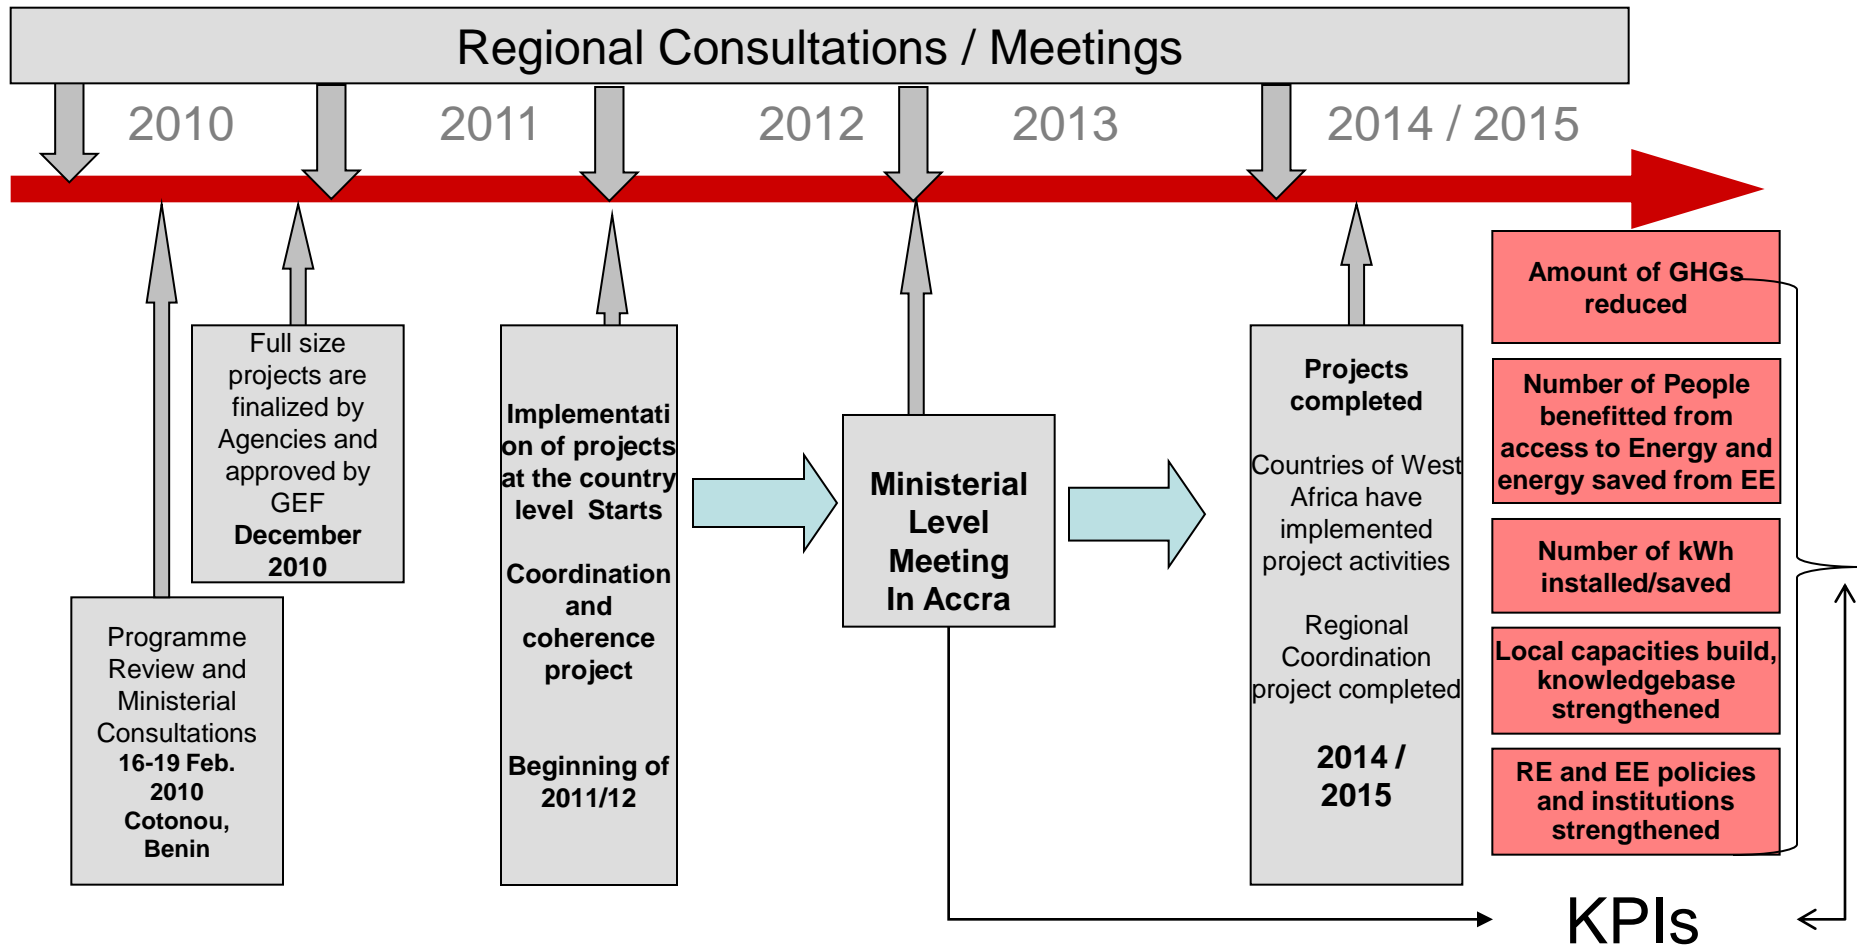 Regional Consultations / Meetings
2010
2011
2012
2013
2014 / 2015
Programme
Review and
Ministerial
Consultations
16-19 Feb.
2010
Cotonou,
Benin
Full size
projects are
finalized by
Agencies and
approved by
GEF
December
2010
Implementati
on of projects
at the country
level Starts
Coordination
and
coherence
project
Beginning of
2011/12
Ministerial
Level
Meeting
In Accra
Projects
completed
Countries of West
Africa have
implemented
project activities
Regional
Coordination
project completed
2014 /
2015
Amount of GHGs
reduced
Number of People
benefitted from
access to Energy and
energy saved from EE
Number of kWh
installed/saved
Local capacities build,
knowledgebase
strengthened
RE and EE policies
and institutions
strengthened
KPIs